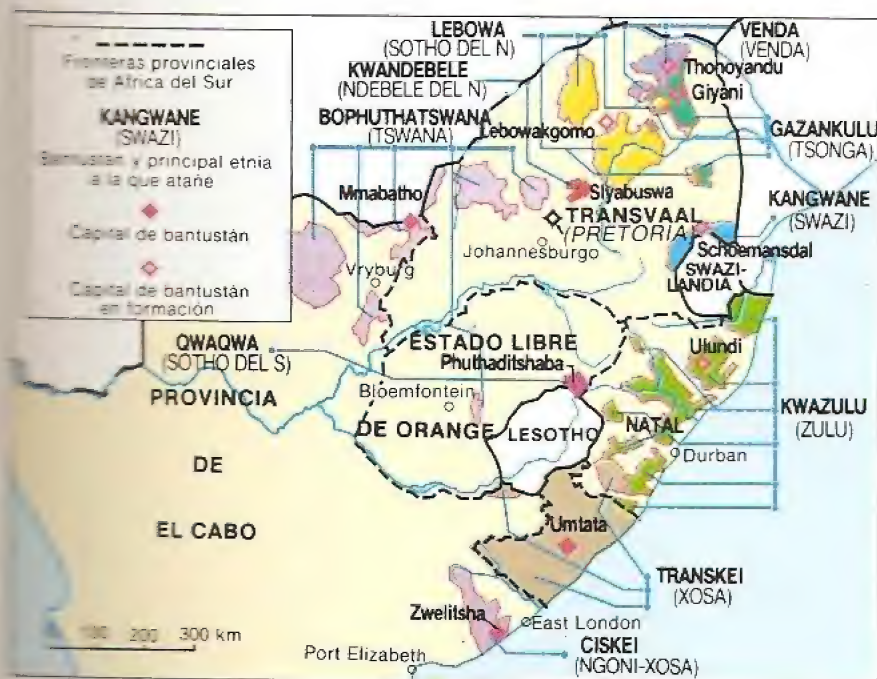 Fronteras provinciales
de Africa del Sur
KANGWANE
(SWAZI)
Bantustán y principal etnia
a la que atañe
Capital de bantustán
Capital de bantustán
en formación
LEBOWA
(SOTHO DEL N)
KWANDEBELE
(NDEBELE DEL N)
BOPHUTHATSWANA
(TSWANA)
VENDA
(VENDA)
Thohoyandu
Giyani
Lebowakgomo
GAZANKULU
(TSONGA)
Mmabatho
Siyabuswa
KANGWANE
(SWAZI)
TRANSVAAL
(PRETORIA)
Johannesburgo
Schoemansdal
SWAZI-
LANDIA
Vryburg
QWAQWA
(SOTHO DEL S)
ESTADO LIBRE
Phuthaditshaba
Ulundi
PROVINCIA
Bloemfontein
DE ORANGE
LESOTHO
NATAL
KWAZULU
(ZULU)
Durban
DE
EL CABO
Umtata
TRANSKEI
(XOSA)
Zwelitsha
East London
100 200 300 km
Port Elizabeth
CISKEI
(NGONI-XOSA)